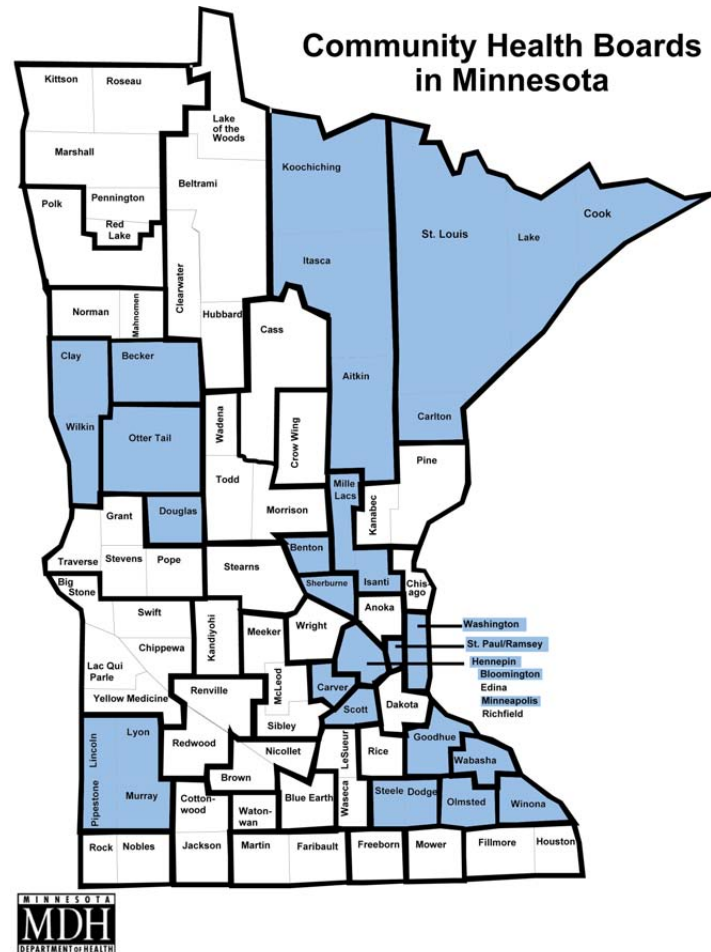 Community Health Boards
in Minnesota
Kittson
Roseau
Lake
of the
Woods
Marshall
Koochiching
Beltrami
Pennington
Polk
Red
Lake
Cook
St. Louis
Lake
Itasca
Clearwater
Norman
Mahnomen
Hubbard
Cass
Clay
Becker
Aitkin
Wilkin
Otter Tail
Wadena
Crow Wing
Carlton
Pine
Todd
Mille
Lacs
Kanabec
Grant
Douglas
Morrison
Traverse
Stevens
Pope
Stearns
Benton
Big
Stone
Sherburne
Isanti
Chis-
ago
Swift
Kandiyohi
Meeker
Wright
Anoka
Washington
Chippewa
St. Paul/Ramsey
Lac Qui
Parle
Hennepin
Bloomington
Edina
Minneapolis
Richfield
Yellow Medicine
Renville
McLeod
Carver
Dakota
Scott
Sibley
Lincoln
Lyon
Redwood
Nicollet
LeSueur
Rice
Goodhue
Wabasha
Brown
Pipestone
Murray
Cotton-
wood
Waton-
wan
Blue Earth
Waseca
Steele
Dodge
Olmsted
Winona
Rock
Nobles
Jackson
Martin
Faribault
Freeborn
Mower
Fillmore
Houston
MINNESOTA
MDH
DEPARTMENT of HEALTH